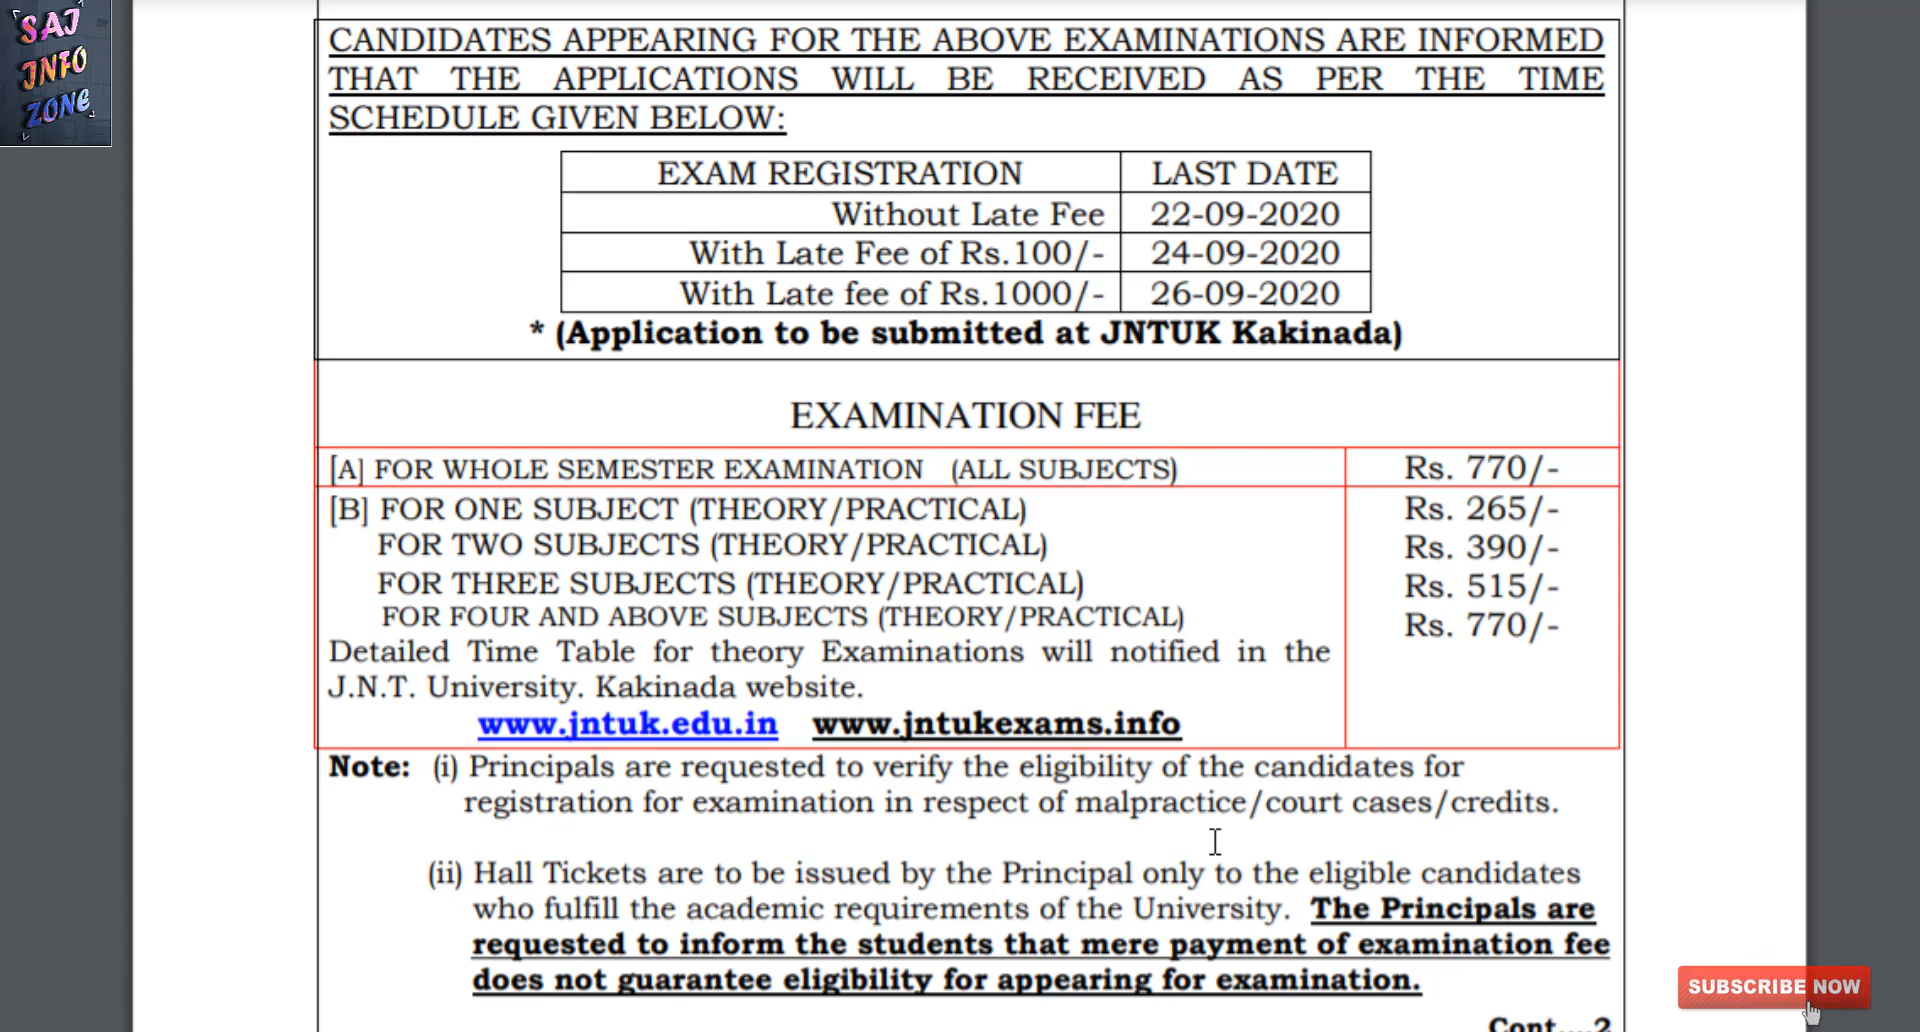 SAJ
INFO
ZONE
CANDIDATES APPEARING FOR THE ABOVE EXAMINATIONS ARE INFORMED
THAT THE APPLICATIONS WILL BE RECEIVED AS PER THE TIME
SCHEDULE GIVEN BELOW:
EXAM REGISTRATION LAST DATE
Without Late Fee 22-09-2020
With Late Fee of Rs.100/- 24-09-2020
With Late fee of Rs.1000/- 26-09-2020
* (Application to be submitted at JNTUK Kakinada)
EXAMINATION FEE
[A] FOR WHOLE SEMESTER EXAMINATION (ALL SUBJECTS) Rs. 770/-
[B] FOR ONE SUBJECT (THEORY/PRACTICAL) Rs. 265/-
FOR TWO SUBJECTS (THEORY/PRACTICAL) Rs. 390/-
FOR THREE SUBJECTS (THEORY/PRACTICAL) Rs. 515/-
FOR FOUR AND ABOVE SUBJECTS (THEORY/PRACTICAL) Rs. 770/-
Detailed Time Table for theory Examinations will notified in the
J.N.T. University. Kakinada website.
www.jntuk.edu.in www.jntukexams.info
Note: (i) Principals are requested to verify the eligibility of the candidates for
registration for examination in respect of malpractice/court cases/credits.
(ii) Hall Tickets are to be issued by the Principal only to the eligible candidates
who fulfill the academic requirements of the University. The Principals are
requested to inform the students that mere payment of examination fee
does not guarantee eligibility for appearing for examination.
SUBSCRIBE NOW
Cont....2